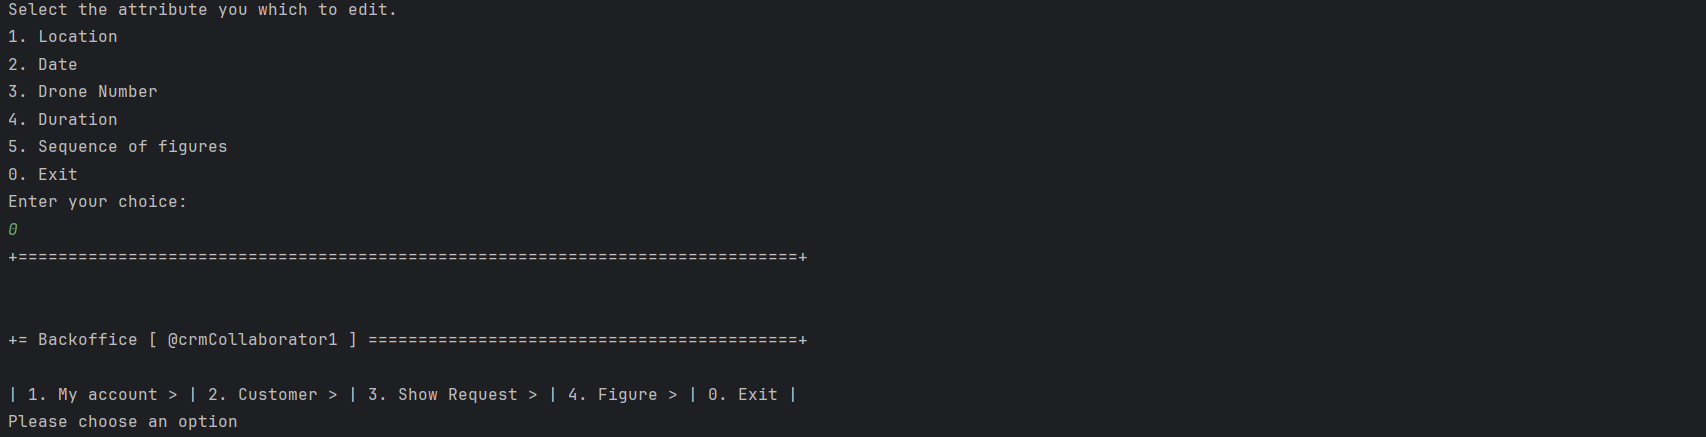 Select the attribute you which to edit.
1. Location
2. Date
3. Drone Number
4. Duration
5. Sequence of figures
0. Exit
Enter your choice:
0
+==============================================================================+
+= Backoffice [ @crmCollaborator1 ] ===========================================+
| 1. My account > | 2. Customer > | 3. Show Request > | 4. Figure > | 0. Exit |
Please choose an option